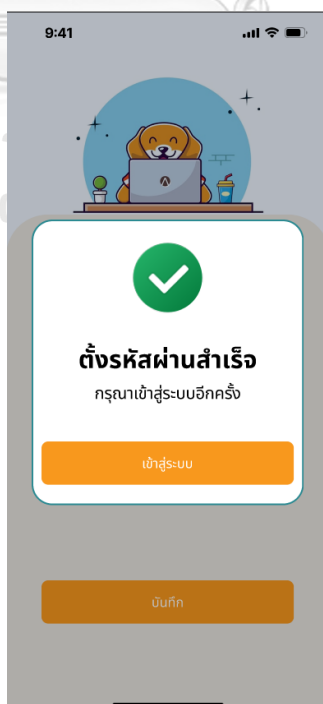 9:41
ตั้งรหัสผ่านสำเร็จ
กรุณาเข้าสู่ระบบอีกครั้ง
เข้าสู่ระบบ
บันทึก